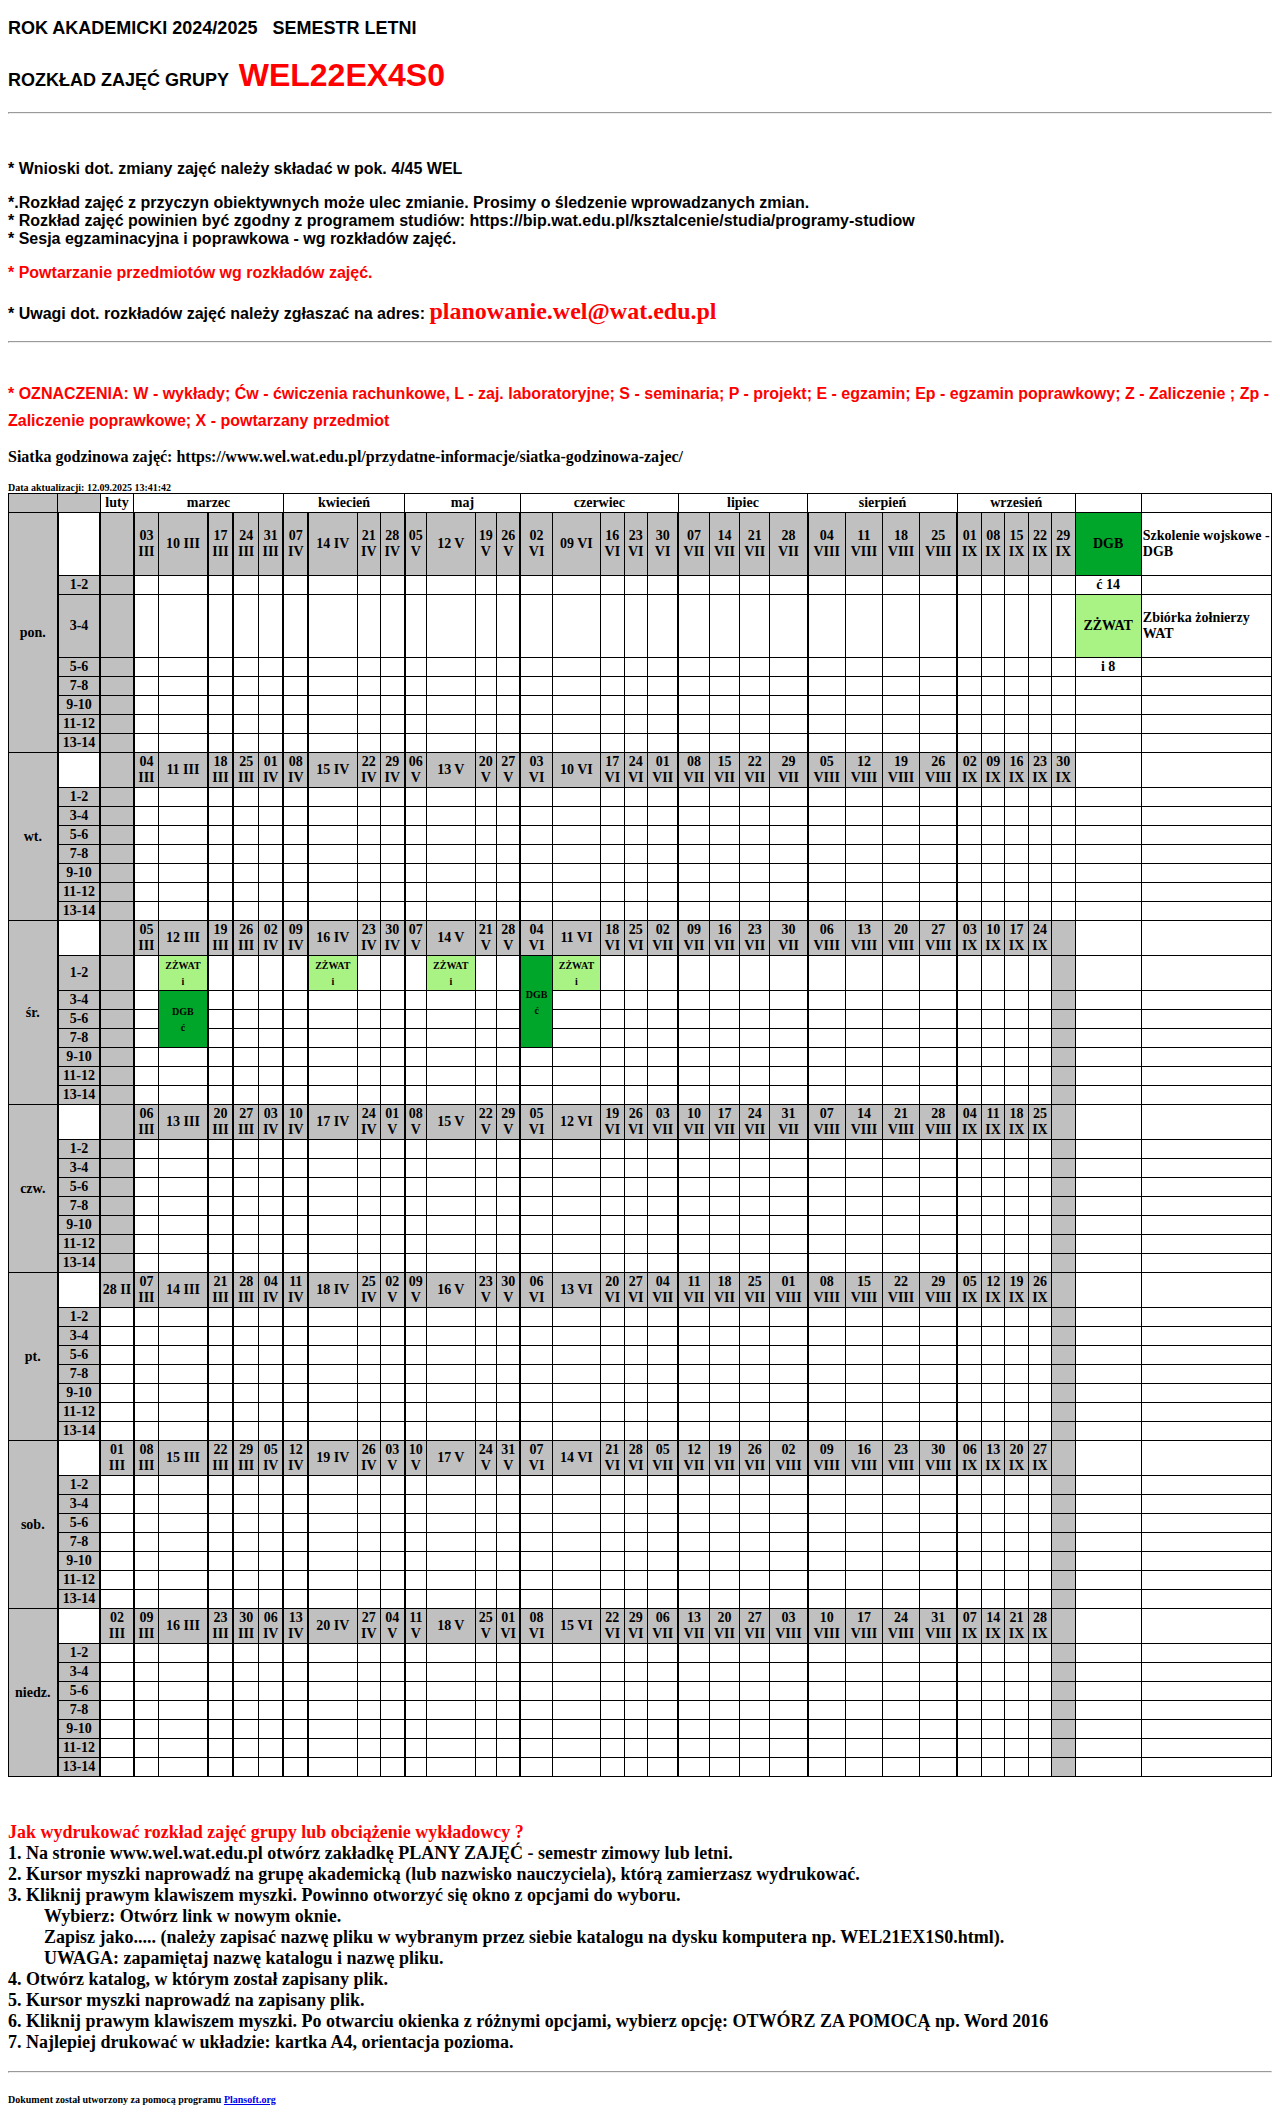 ROK AKADEMICKI 2024/2025 SEMESTR LETNI
ROZKŁAD ZAJĘĆ GRUPY WEL22EX4S0
* Wnioski dot. zmiany zajęć należy składać w pok. 4/45 WEL
*.Rozkład zajęć z przyczyn obiektywnych może ulec zmianie. Prosimy o śledzenie wprowadzanych zmian.
* Rozkład zajęć powinien być zgodny z programem studiów: https://bip.wat.edu.pl/ksztalcenie/studia/programy-studiow
* Sesja egzaminacyjna i poprawkowa - wg rozkładów zajęć.
* Powtarzanie przedmiotów wg rozkładów zajęć.
* Uwagi dot. rozkładów zajęć należy zgłaszać na adres: planowanie.wel@wat.edu.pl
* OZNACZENIA: W - wykłady; Ćw - ćwiczenia rachunkowe, L - zaj. laboratoryjne; S - seminaria; P - projekt; E - egzamin; Ep - egzamin poprawkowy; Z - Zaliczenie ; Zp -
Zaliczenie poprawkowe; X - powtarzany przedmiot
Siatka godzinowa zajęć: https://www.wel.wat.edu.pl/przydatne-informacje/siatka-godzinowa-zajec/
Data aktualizacji: 12.09.2025 13:41:42
luty marzec kwiecień maj czerwiec lipiec sierpień wrzesień
pon. 03 III 10 III 17 III 24 III 31 III 07 IV 14 IV 21 IV 28 IV 05 V 12 V 19 V 26 V 02 VI 09 VI 16 VI 23 VI 30 VI 07 VII 14 VII 21 VII 28 VII 04 VIII 11 VIII 18 VIII 25 VIII 01 IX 08 IX 15 IX 22 IX 29 IX DGB Szkolenie wojskowe - DGB
1-2 ć 14
3-4 ZŻWAT Zbiórka żołnierzy WAT
5-6 i 8
7-8
9-10
11-12
13-14
wt. 04 III 11 III 18 III 25 III 01 IV 08 IV 15 IV 22 IV 29 IV 06 V 13 V 20 V 27 V 03 VI 10 VI 17 VI 24 VI 01 VII 08 VII 15 VII 22 VII 29 VII 05 VIII 12 VIII 19 VIII 26 VIII 02 IX 09 IX 16 IX 23 IX 30 IX
1-2
3-4
5-6
7-8
9-10
11-12
13-14
śr. 05 III 12 III 19 III 26 III 02 IV 09 IV 16 IV 23 IV 30 IV 07 V 14 V 21 V 28 V 04 VI 11 VI 18 VI 25 VI 02 VII 09 VII 16 VII 23 VII 30 VII 06 VIII 13 VIII 20 VIII 27 VIII 03 IX 10 IX 17 IX 24 IX
1-2 ZŻWAT i ZŻWAT i ZŻWAT i DGB ć ZŻWAT i
3-4 DGB ć
5-6
7-8
9-10
11-12
13-14
czw. 06 III 13 III 20 III 27 III 03 IV 10 IV 17 IV 24 IV 01 V 08 V 15 V 22 V 29 V 05 VI 12 VI 19 VI 26 VI 03 VII 10 VII 17 VII 24 VII 31 VII 07 VIII 14 VIII 21 VIII 28 VIII 04 IX 11 IX 18 IX 25 IX
1-2
3-4
5-6
7-8
9-10
11-12
13-14
pt. 28 II 07 III 14 III 21 III 28 III 04 IV 11 IV 18 IV 25 IV 02 V 09 V 16 V 23 V 30 V 06 VI 13 VI 20 VI 27 VI 04 VII 11 VII 18 VII 25 VII 01 VIII 08 VIII 15 VIII 22 VIII 29 VIII 05 IX 12 IX 19 IX 26 IX
1-2
3-4
5-6
7-8
9-10
11-12
13-14
sob. 01 III 08 III 15 III 22 III 29 III 05 IV 12 IV 19 IV 26 IV 03 V 10 V 17 V 24 V 31 V 07 VI 14 VI 21 VI 28 VI 05 VII 12 VII 19 VII 26 VII 02 VIII 09 VIII 16 VIII 23 VIII 30 VIII 06 IX 13 IX 20 IX 27 IX
1-2
3-4
5-6
7-8
9-10
11-12
13-14
niedz. 02 III 09 III 16 III 23 III 30 III 06 IV 13 IV 20 IV 27 IV 04 V 11 V 18 V 25 V 01 VI 08 VI 15 VI 22 VI 29 VI 06 VII 13 VII 20 VII 27 VII 03 VIII 10 VIII 17 VIII 24 VIII 31 VIII 07 IX 14 IX 21 IX 28 IX
1-2
3-4
5-6
7-8
9-10
11-12
13-14
Jak wydrukować rozkład zajęć grupy lub obciążenie wykładowcy ?
1. Na stronie www.wel.wat.edu.pl otwórz zakładkę PLANY ZAJĘĆ - semestr zimowy lub letni.
2. Kursor myszki naprowadź na grupę akademicką (lub nazwisko nauczyciela), którą zamierzasz wydrukować.
3. Kliknij prawym klawiszem myszki. Powinno otworzyć się okno z opcjami do wyboru.
Wybierz: Otwórz link w nowym oknie.
Zapisz jako..... (należy zapisać nazwę pliku w wybranym przez siebie katalogu na dysku komputera np. WEL21EX1S0.html).
UWAGA: zapamiętaj nazwę katalogu i nazwę pliku.
4. Otwórz katalog, w którym został zapisany plik.
5. Kursor myszki naprowadź na zapisany plik.
6. Kliknij prawym klawiszem myszki. Po otwarciu okienka z różnymi opcjami, wybierz opcję: OTWÓRZ ZA POMOCĄ np. Word 2016
7. Najlepiej drukować w układzie: kartka A4, orientacja pozioma.
Dokument został utworzony za pomocą programu Plansoft.org